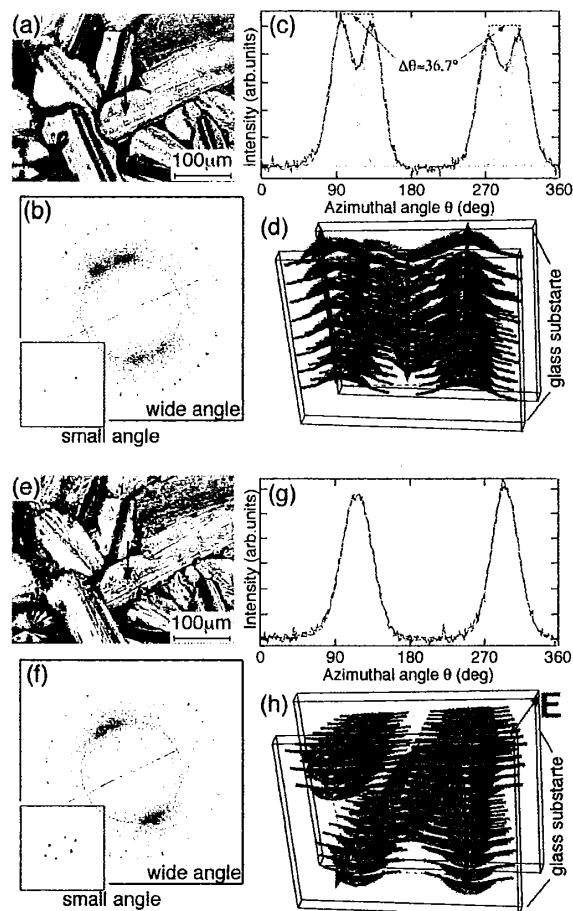 (a)
100μm
(b)
wide angle
small angle
(c)
intensity (arb.units)
Δθ=36.7°
0 90 180 270 360
Azimuthal angle θ (deg)
(d)
glass substarte
(e)
100μm
(f)
wide angle
small angle
(g)
Intensity (arb.units)
0 90 180 270 360
Azimuthal angle θ (deg)
(h)
E
glass substarte